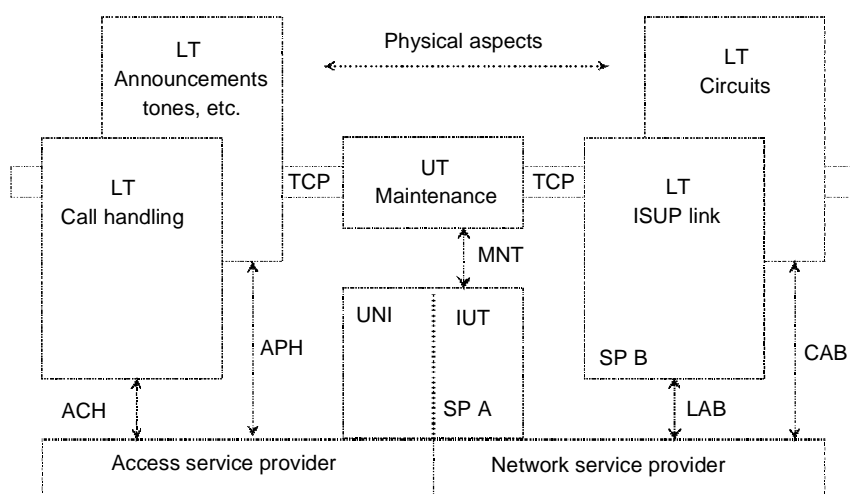 Physical aspects
LT
Announcements
tones, etc.
LT
Circuits
TCP
UT
Maintenance
TCP
LT
Call handling
LT
ISUP link
MNT
UNI
IUT
APH
SP B
CAB
ACH
SP A
LAB
Access service provider
Network service provider